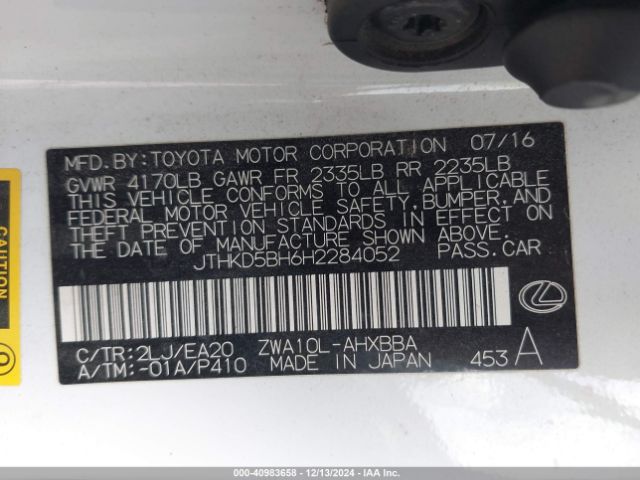 MFD. BY: TOYOTA MOTOR CORPORATION 07/16
GVWR 4170LB GAWR FR 2335LB RR 2235LB
THIS VEHICLE CONFORMS TO ALL APPLICABLE
FEDERAL MOTOR VEHICLE SAFETY, BUMPER, AND
THEFT PREVENTION STANDARDS IN EFFECT ON
THE DATE OF MANUFACTURE SHOWN ABOVE.
JTHKD5BH6H2284052 PASS. CAR
C/TR: 2LJ/EA20 ZWA10L-AHXBBA
A/TM: -01A/P410 MADE IN JAPAN 453 A
000-40983658 - 12/13/2024 - IAAI.COM